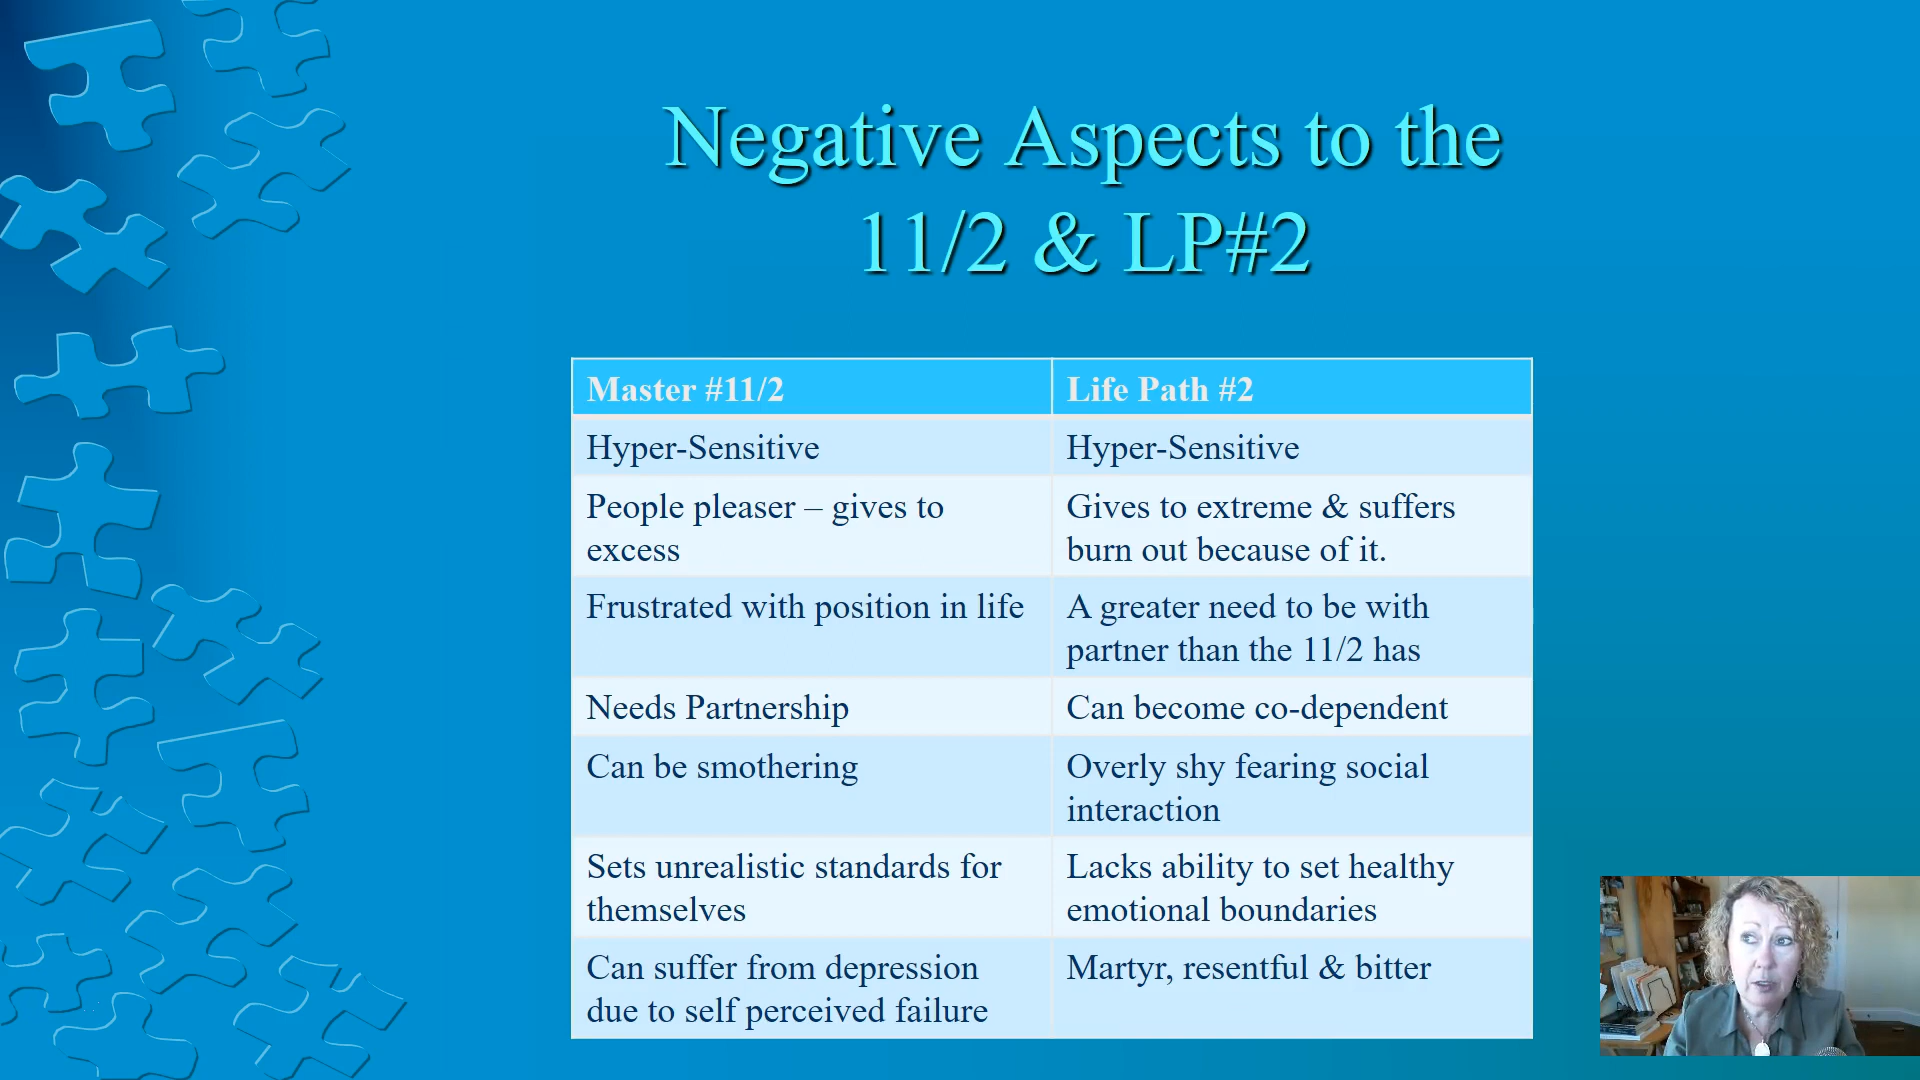 Negative Aspects to the
11/2 & LP#2
Master #11/2
Life Path #2
Hyper-Sensitive
Hyper-Sensitive
People pleaser – gives to
excess
Gives to extreme & suffers
burn out because of it.
Frustrated with position in life
A greater need to be with
partner than the 11/2 has
Needs Partnership
Can become co-dependent
Can be smothering
Overly shy fearing social
interaction
Sets unrealistic standards for
themselves
Lacks ability to set healthy
emotional boundaries
Can suffer from depression
due to self perceived failure
Martyr, resentful & bitter